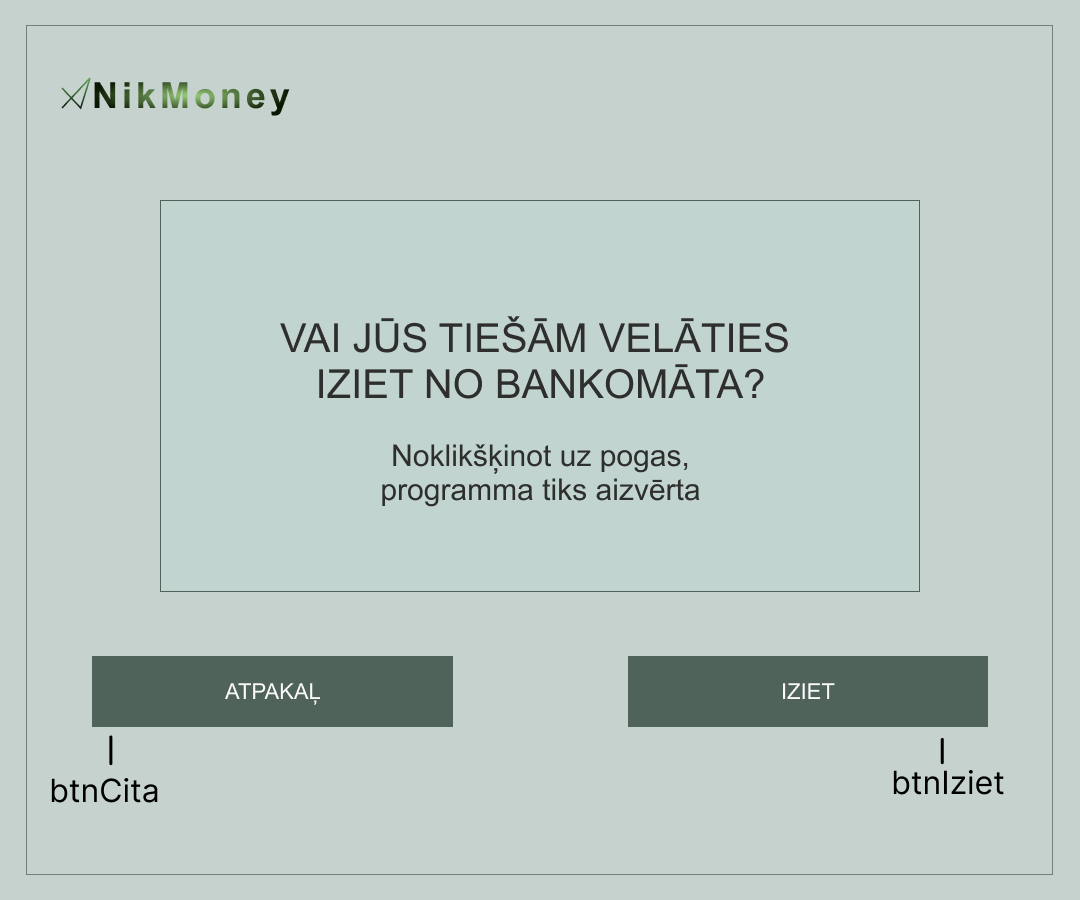 NikMoney
VAI JŪS TIEŠĀM VELĀTIES
IZIET NO BANKOMĀTA?
Noklikšķinot uz pogas,
programma tiks aizvērta
ATPAKAĻ
IZIET
btnCita
btnIziet